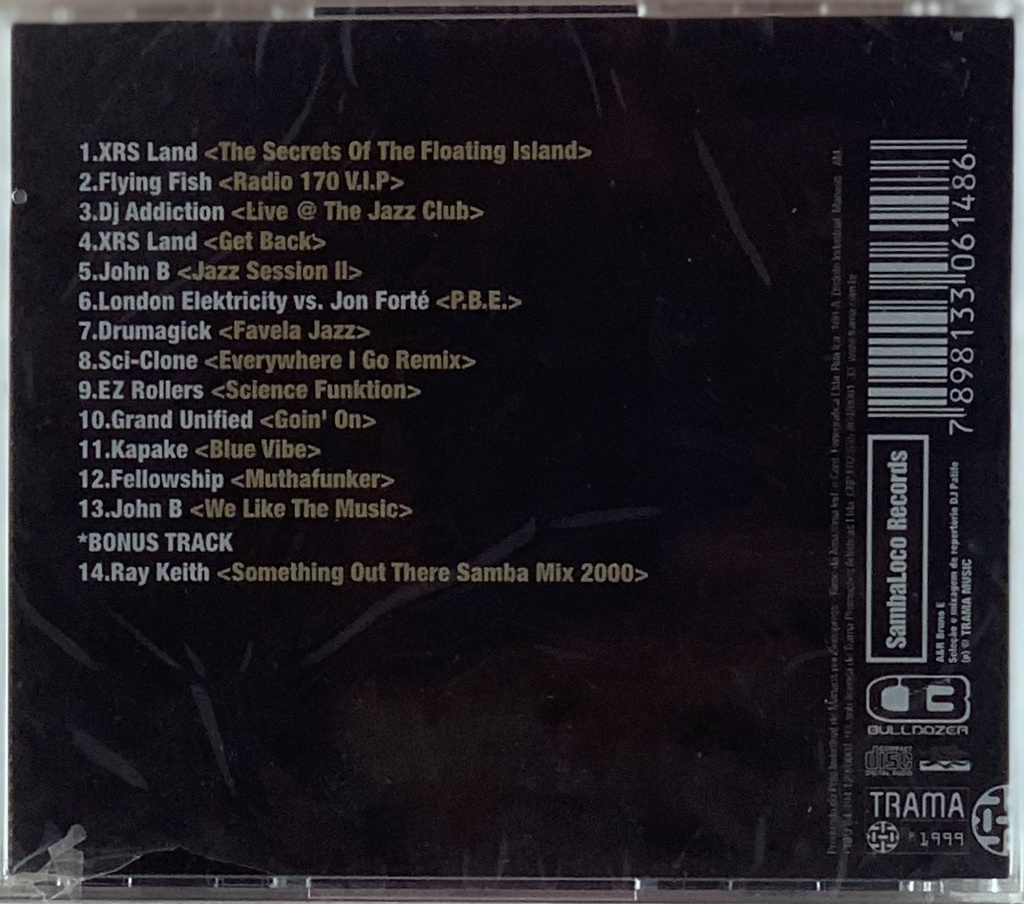 1.XRS Land <The Secrets Of The Floating Island>
2.Flying Fish <Radio 170 V.I.P>
3.Dj Addiction <Live @ The Jazz Club>
4.XRS Land <Get Back>
5.John B <Jazz Session II>
6.London Elektricity vs. Jon Forté <P.B.E.>
7.Drumagick <Favela Jazz>
8.Sci-Clone <Everywhere I Go Remix>
9.EZ Rollers <Science Funktion>
10.Grand Unified <Goin' On>
11.Kapake <Blue Vibe>
12.Fellowship <Muthafunker>
13.John B <We Like The Music>
*BONUS TRACK
14.Ray Keith <Something Out There Samba Mix 2000>
7 898133 061486
SambaLoco Records
A&R Bruno E
Seleção e mixagem de repertório DJ Patife
(p) © TRAMA MUSIC
BULLDOZER
COMPACT
disc
DIGITAL AUDIO
TRAMA
P 1999